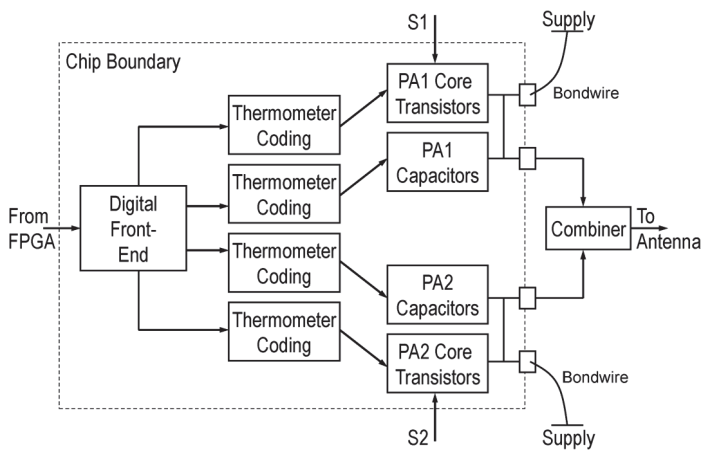 S1
Supply
Chip Boundary
PA1 Core
Transistors
Bondwire
Thermometer
Coding
PA1
Capacitors
Thermometer
Coding
From
FPGA
Digital
Front-
End
Combiner
To
Antenna
Thermometer
Coding
PA2
Capacitors
Thermometer
Coding
PA2 Core
Transistors
Bondwire
S2
Supply